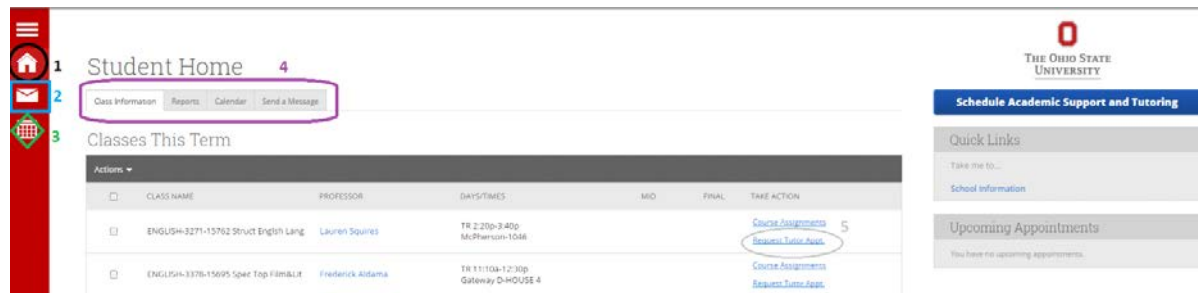 1
2
3
Student Home
4
Class Information Reports Calendar Send a Message
Classes This Term
Actions
CLASS NAME PROFESSOR DAYS/TIMES MID FINAL TAKE ACTION
ENGLISH-3271-15762 Struct English Lang Lauren Squires TR 2:20p-3:40p McPherson-1046 Course Assignments
Request Tutor Appt.
5
ENGLISH-3378-15695 Spec Top Film&Lit Frederick Aldama TR 11:10a-12:30p Gateway D-HOUSE 4 Course Assignments
Request Tutor Appt.
THE OHIO STATE
UNIVERSITY
Schedule Academic Support and Tutoring
Quick Links
Take me to...
School Information
Upcoming Appointments
You have no upcoming appointments.